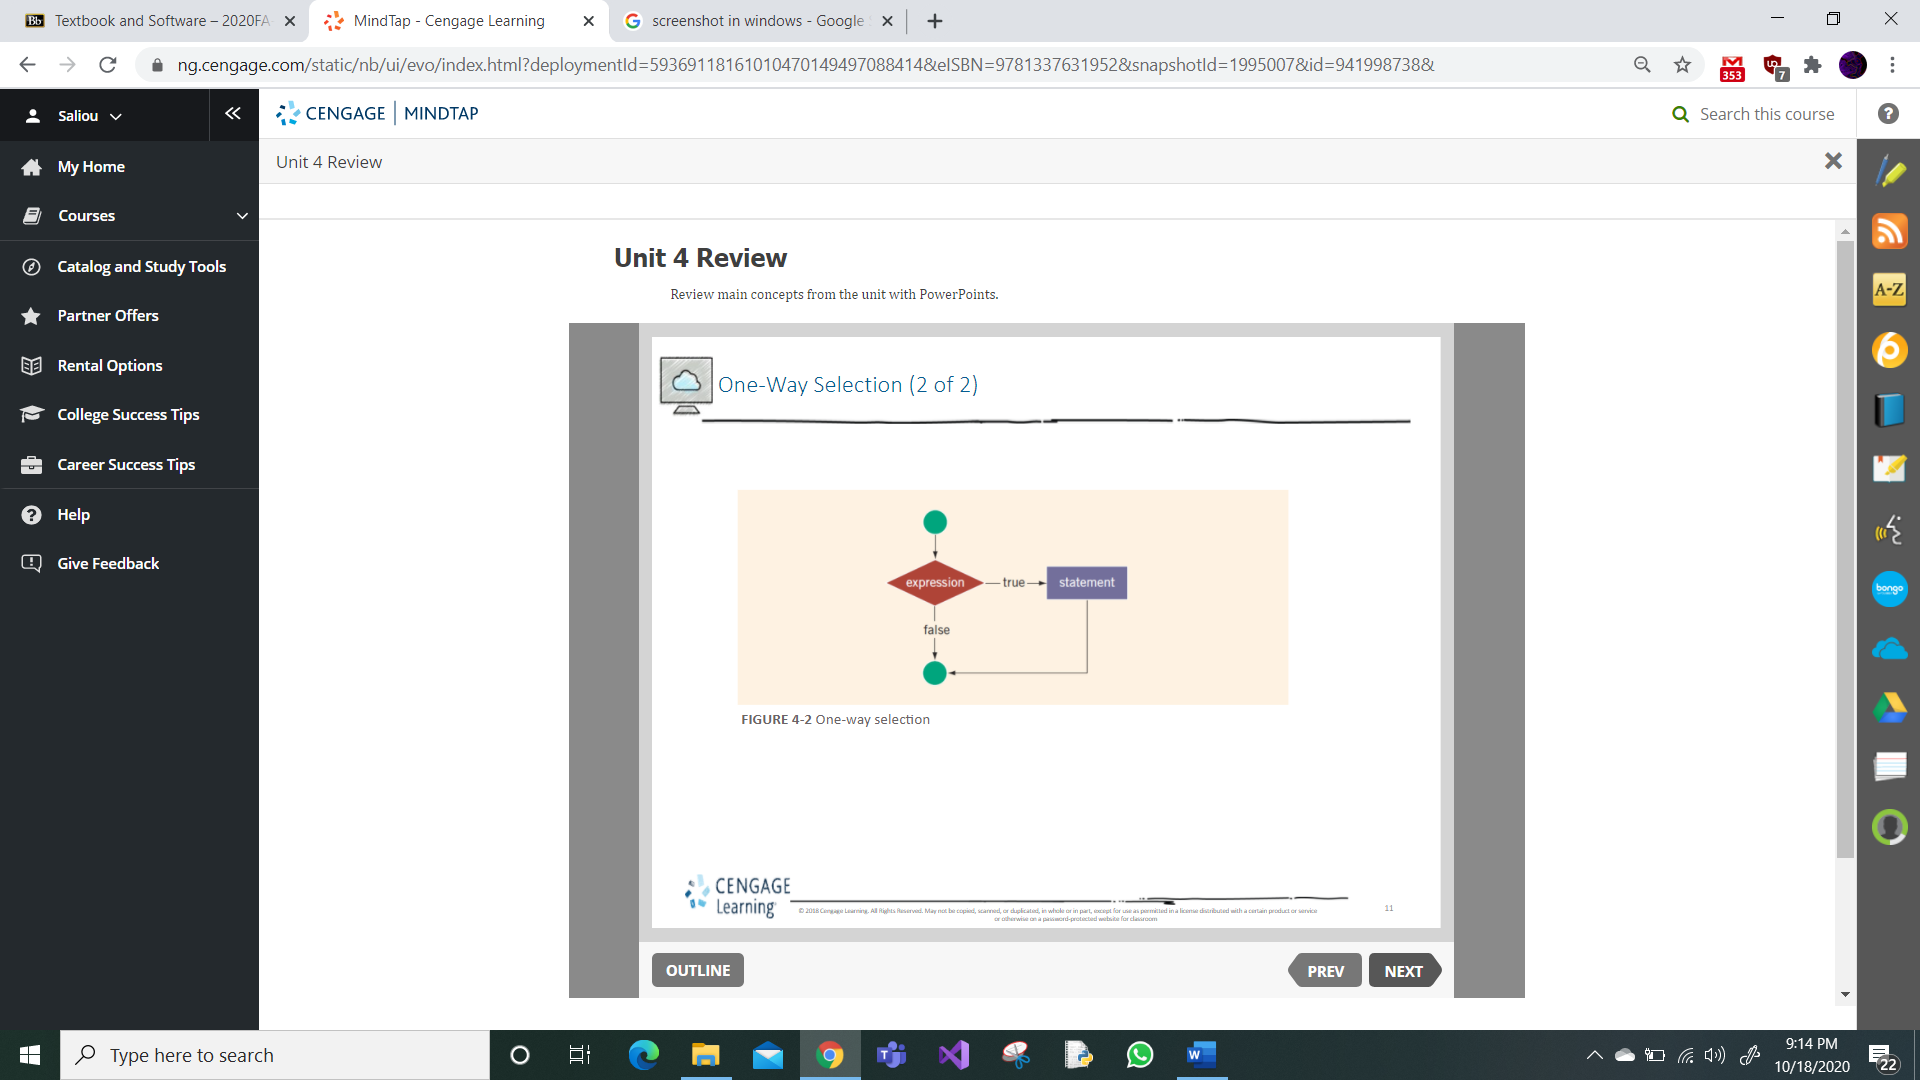 Bb Textbook and Software – 2020FA
MindTap - Cengage Learning
screenshot in windows - Google
ng.cengage.com/static/nb/ui/evo/index.html?deploymentId=59369118161010470149497088414&eISBN=9781337631952&snapshotId=1995007&id=941998738&
353
7
Saliou
CENGAGE MINDTAP
Search this course
My Home
Unit 4 Review
Courses
Catalog and Study Tools
Partner Offers
Rental Options
College Success Tips
Career Success Tips
Help
Give Feedback
Unit 4 Review
Review main concepts from the unit with PowerPoints.
One-Way Selection (2 of 2)
expression
true
statement
false
FIGURE 4-2 One-way selection
CENGAGE
Learning
© 2018 Cengage Learning. All Rights Reserved. May not be copied, scanned, or duplicated, in whole or in part, except for use as permitted in a license distributed with a certain product or service
or otherwise on a password-protected website for classroom
11
OUTLINE
PREV
NEXT
A-Z
bongo
Type here to search
9:14 PM
10/18/2020
22